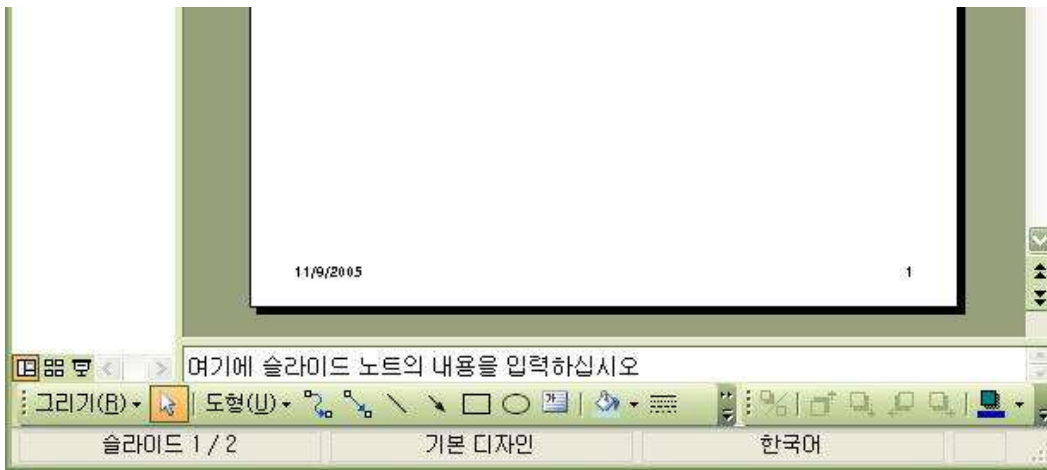 11/9/2005 1
여기에 슬라이드 노트의 내용을 입력하십시오
그리기(R) 도형(U) 가
슬라이드 1 / 2 기본 디자인 한국어